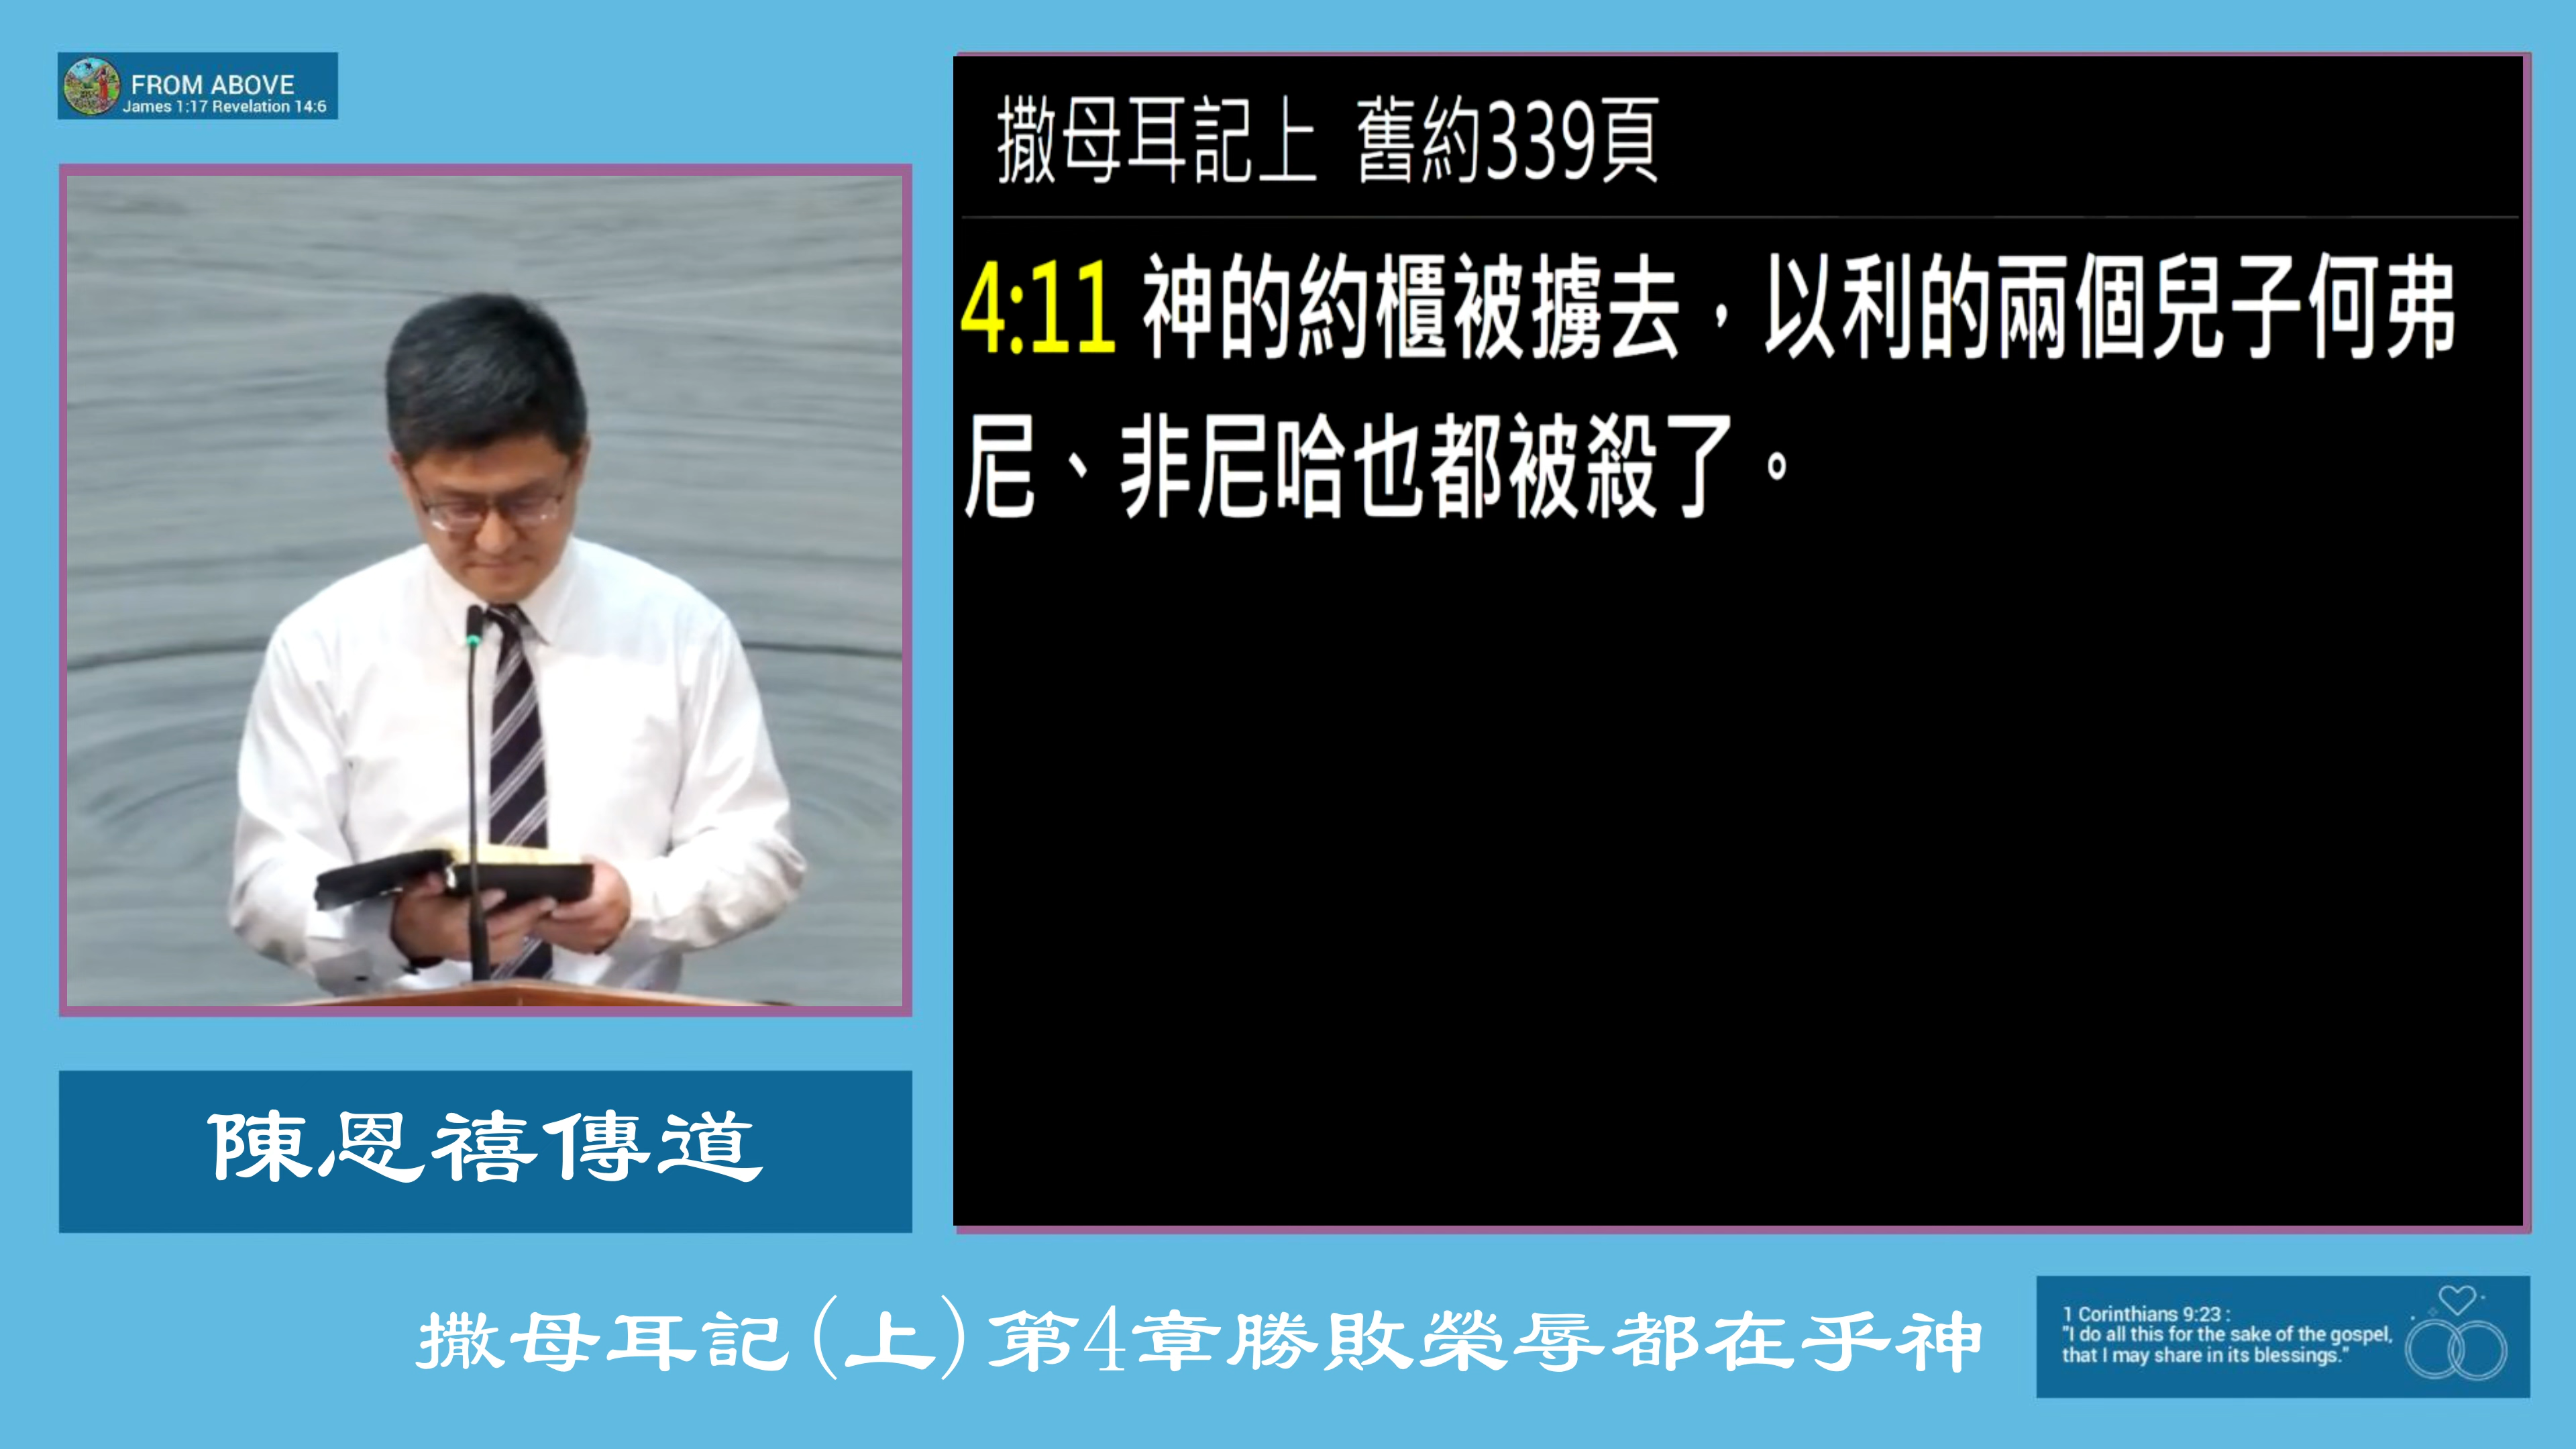 FROM ABOVE
James 1:17 Revelation 14:6
撒母耳記上 舊約339頁
4:11 神的約櫃被擄去，以利的兩個兒子何弗
尼、非尼哈也都被殺了。
陳恩禧傳道
撒母耳記(上)第4章勝敗榮辱都在乎神
1 Corinthians 9:23 :
"I do all this for the sake of the gospel,
that I may share in its blessings."